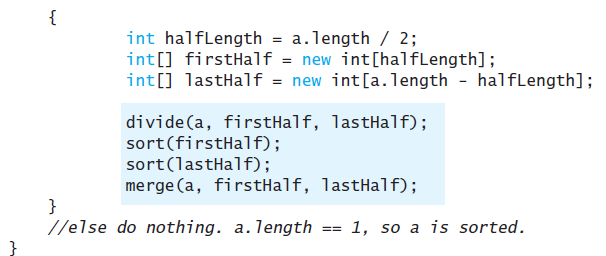 {
int halfLength = a.length / 2;
int[] firstHalf = new int[halfLength];
int[] lastHalf = new int[a.length - halfLength];
divide(a, firstHalf, lastHalf);
sort(firstHalf);
sort(lastHalf);
merge(a, firstHalf, lastHalf);
}
//else do nothing. a.length == 1, so a is sorted.
}